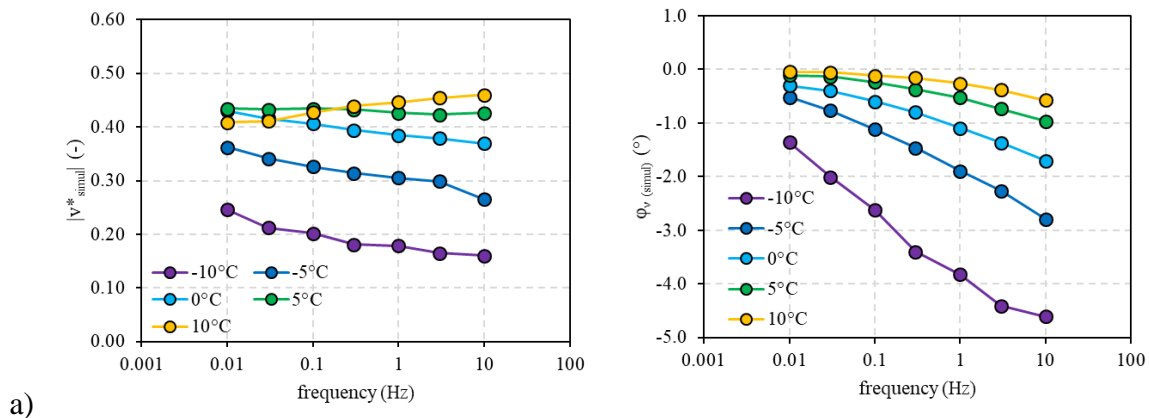 0.60
0.50
0.40
0.30
0.20
0.10
0.00
|ν*simul| (-)
-10°C -5°C
0°C 5°C
10°C
0.001 0.01 0.1 1 10 100
frequency (Hz)
0.0
-1.0
-2.0
-3.0
-4.0
-5.0
φν (simul) (°)
-10°C
-5°C
0°C
5°C
10°C
0.001 0.01 0.1 1 10 100
frequency (Hz)
a)